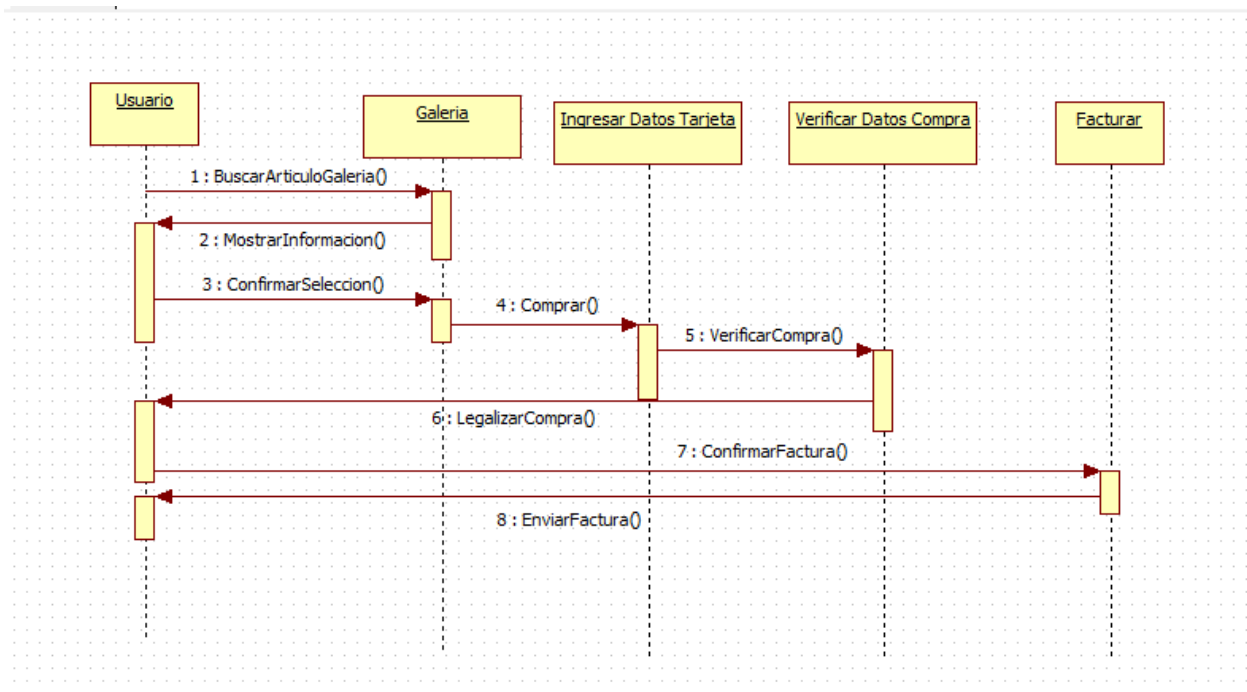 Usuario
Galeria
Ingresar Datos Tarjeta
Verificar Datos Compra
Facturar
1 : BuscarArticuloGaleria()
2 : MostrarInformacion()
3 : ConfirmarSeleccion()
4 : Comprar()
5 : VerificarCompra()
6 : LegalizarCompra()
7 : ConfirmarFactura()
8 : EnviarFactura()